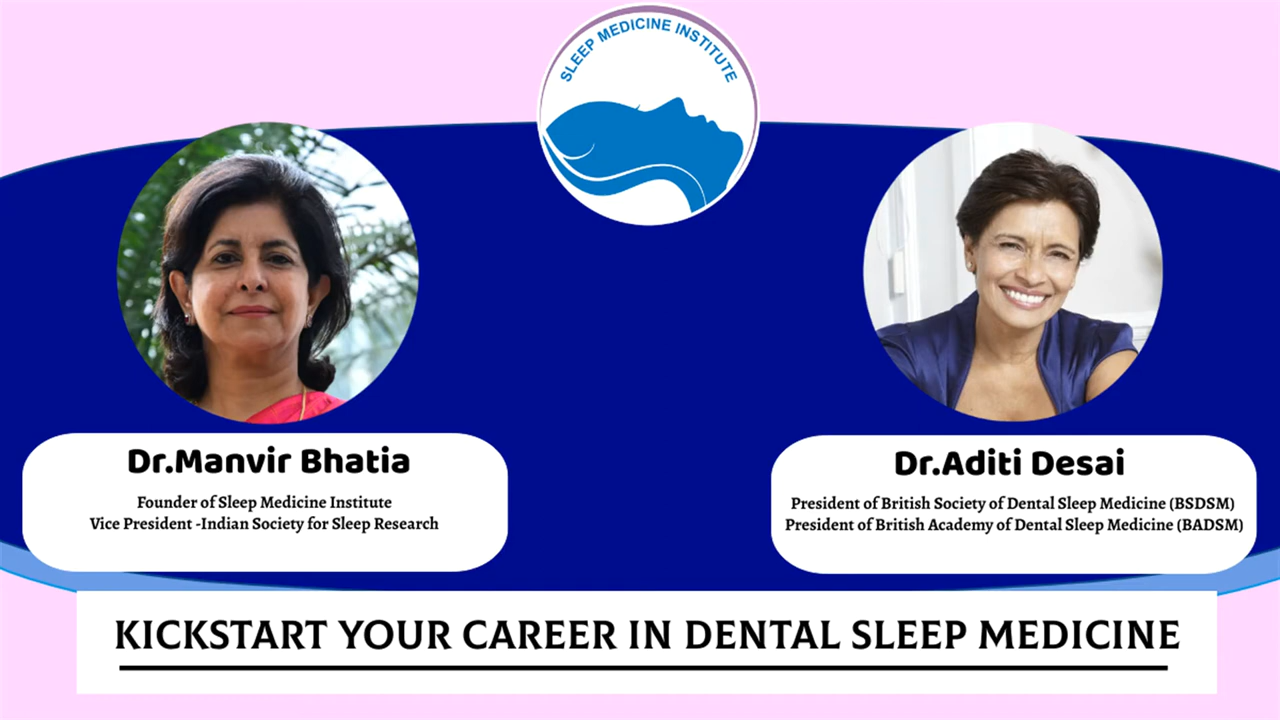 SLEEP MEDICINE INSTITUTE
Dr.Manvir Bhatia
Founder of Sleep Medicine Institute
Vice President -Indian Society for Sleep Research
Dr.Aditi Desai
President of British Society of Dental Sleep Medicine (BSDSM)
President of British Academy of Dental Sleep Medicine (BADSM)
KICKSTART YOUR CAREER IN DENTAL SLEEP MEDICINE